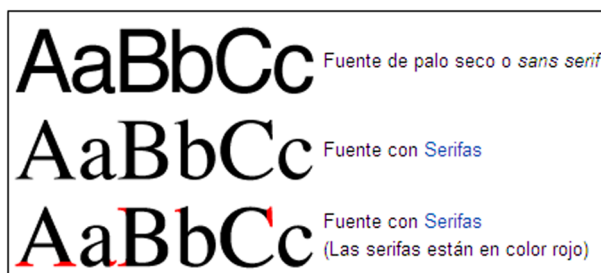 AaBbCc Fuente de palo seco o sans serif
AaBbCc Fuente con Serifas
AaBbCc Fuente con Serifas
(Las serifas están en color rojo)